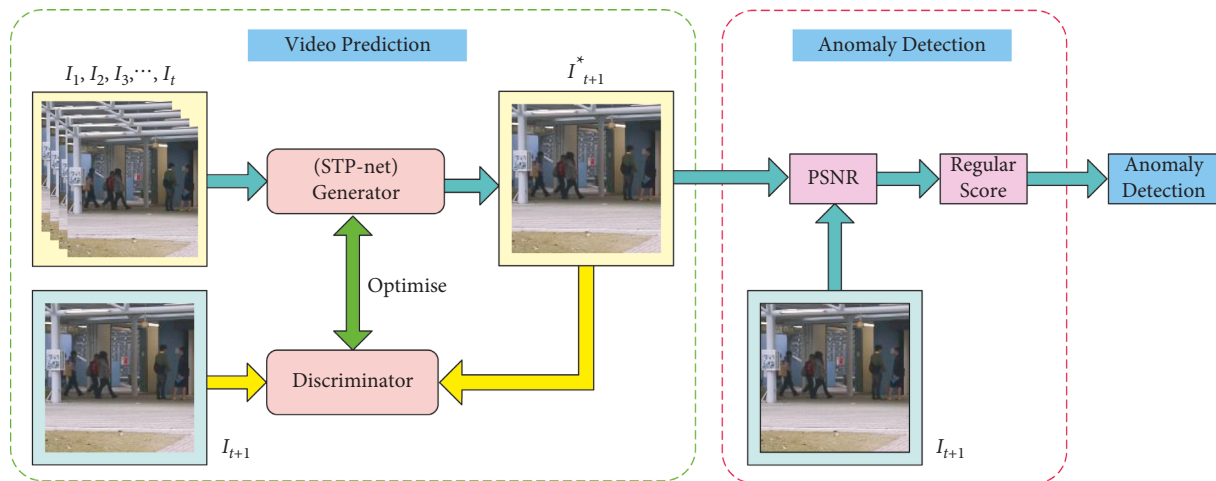 Video Prediction
Anomaly Detection
I₁, I₂, I₃,⋯, Iₜ
I*ₜ₊₁
(STP-net)
Generator
PSNR
Regular
Score
Anomaly
Detection
Optimise
Discriminator
Iₜ₊₁
Iₜ₊₁